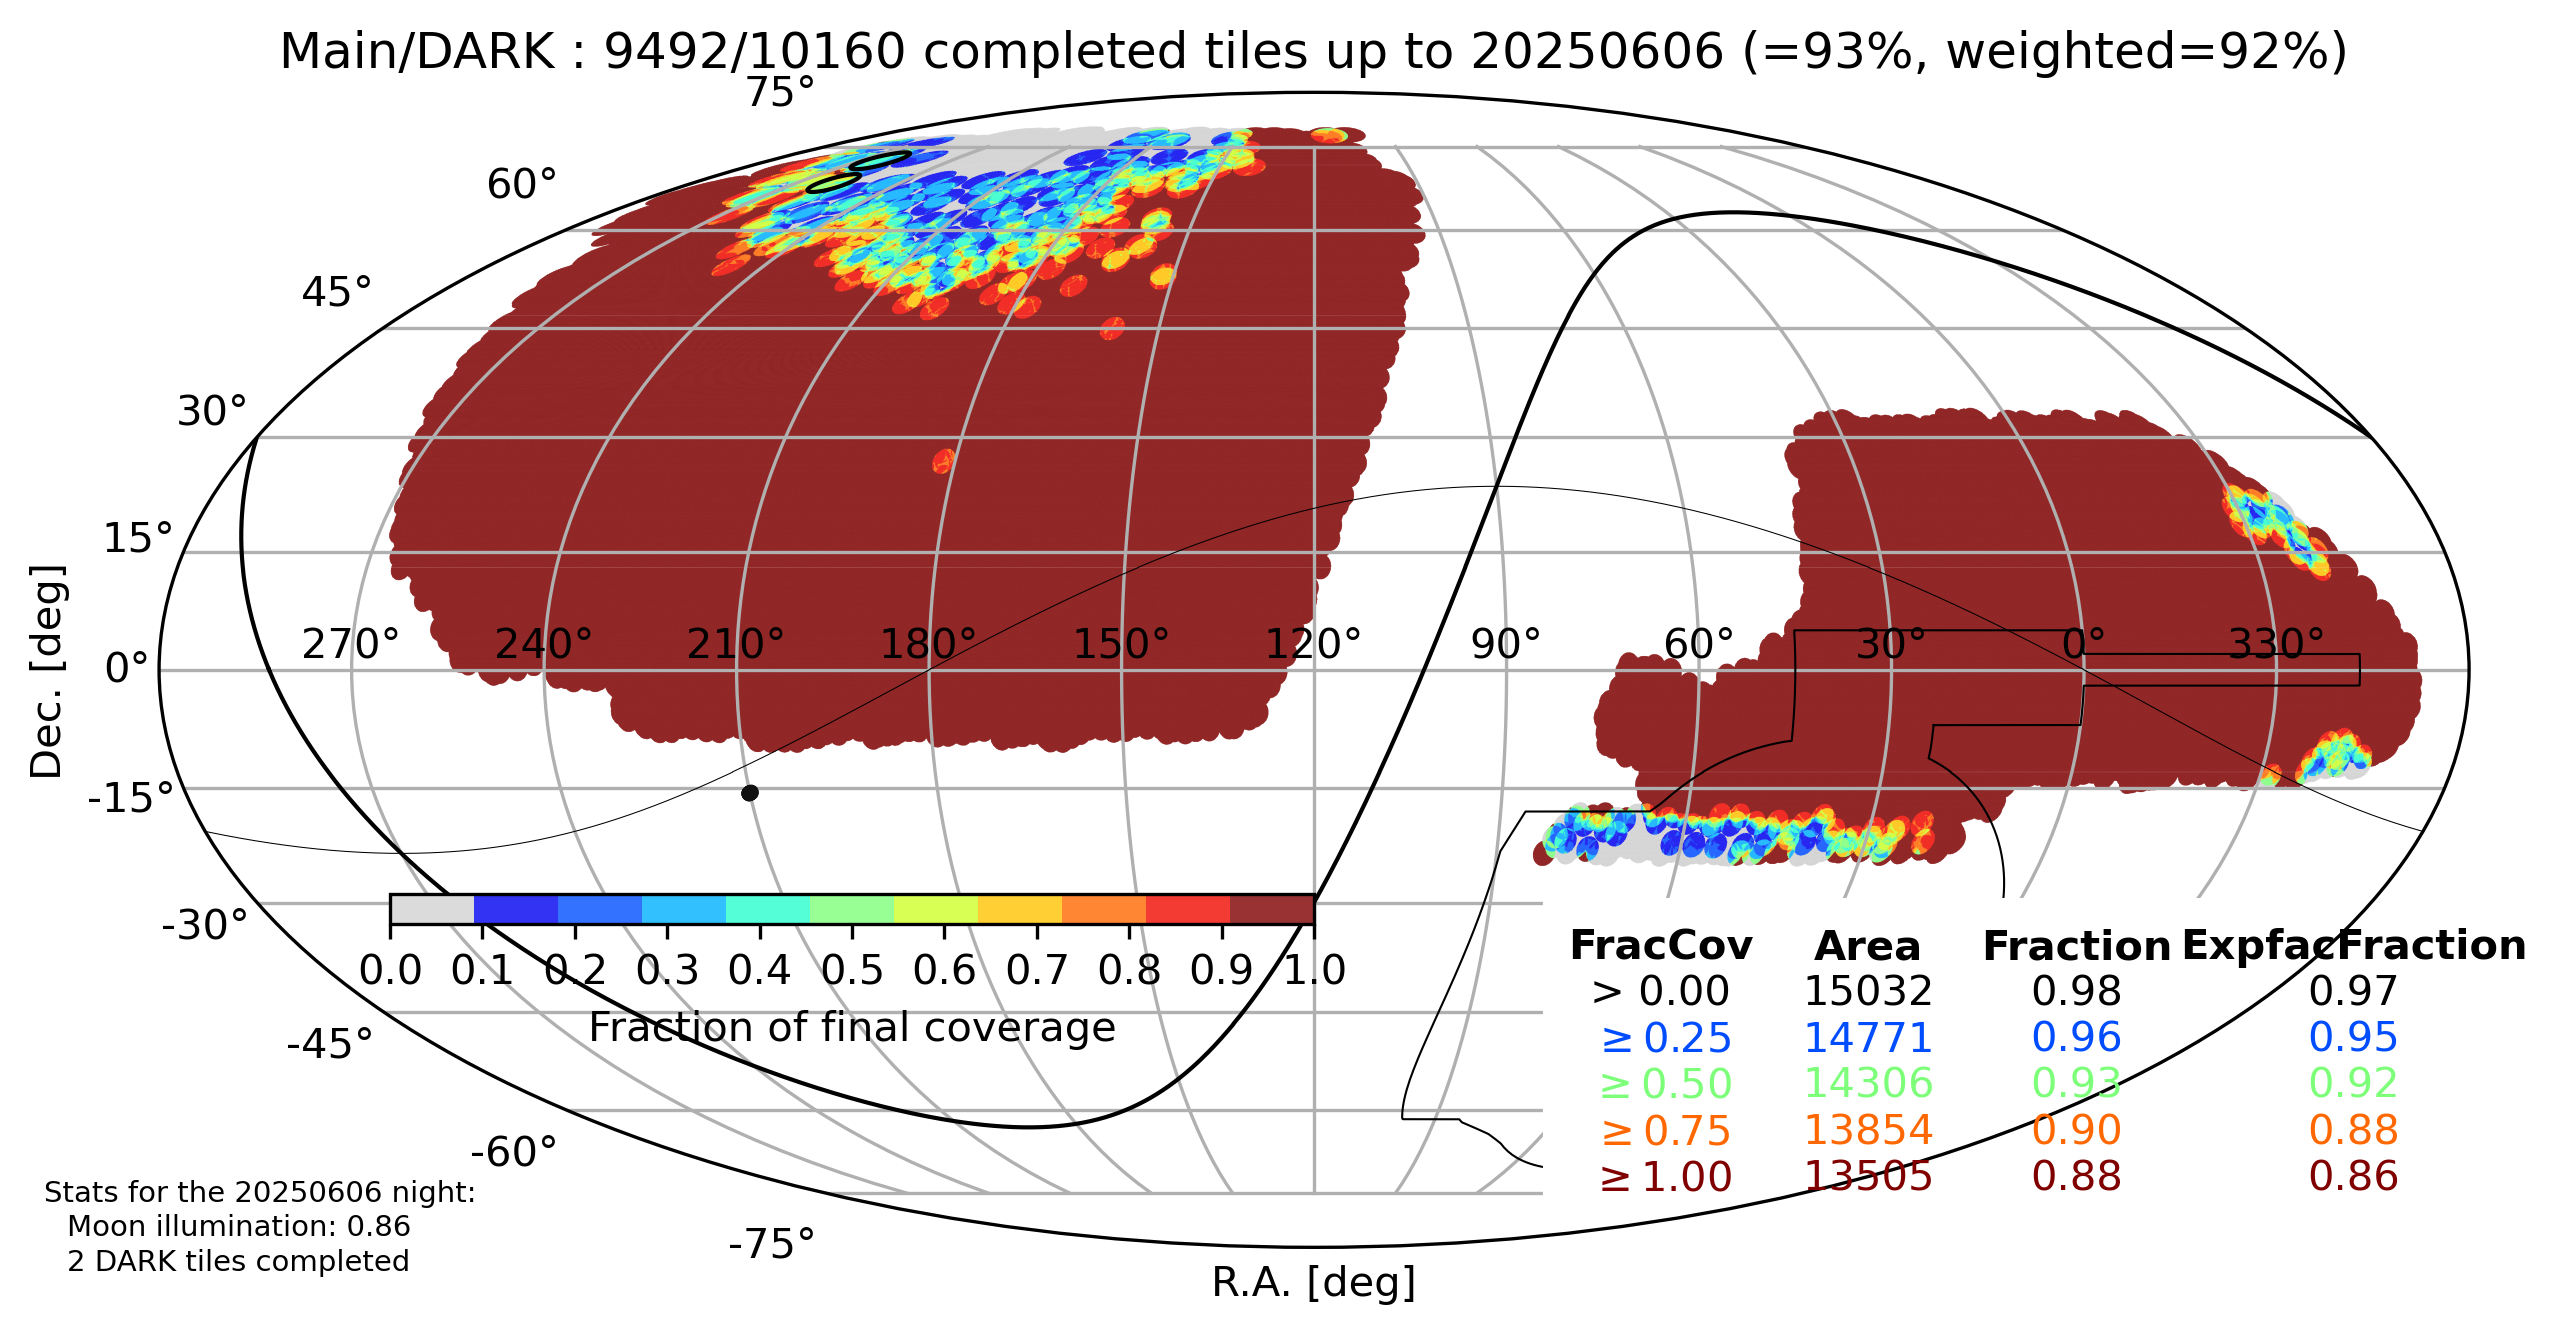 Main/DARK : 9492/10160 completed tiles up to 20250606 (=93%, weighted=92%)
75°
60°
45°
30°
15°
0°
-15°
-30°
-45°
-60°
-75°
Dec. [deg]
270° 240° 210° 180° 150° 120° 90° 60° 30° 0° 330°
0.0 0.1 0.2 0.3 0.4 0.5 0.6 0.7 0.8 0.9 1.0
Fraction of final coverage
FracCov Area Fraction ExpfacFraction
> 0.00 15032 0.98 0.97
≥ 0.25 14771 0.96 0.95
≥ 0.50 14306 0.93 0.92
≥ 0.75 13854 0.90 0.88
≥ 1.00 13505 0.88 0.86
Stats for the 20250606 night:
Moon illumination: 0.86
2 DARK tiles completed
R.A. [deg]